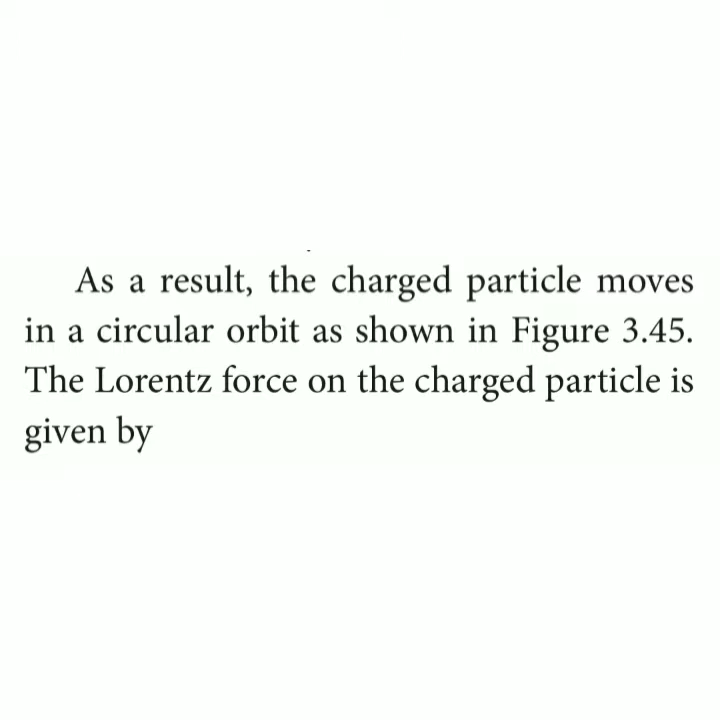 As a result, the charged particle moves
in a circular orbit as shown in Figure 3.45.
The Lorentz force on the charged particle is
given by